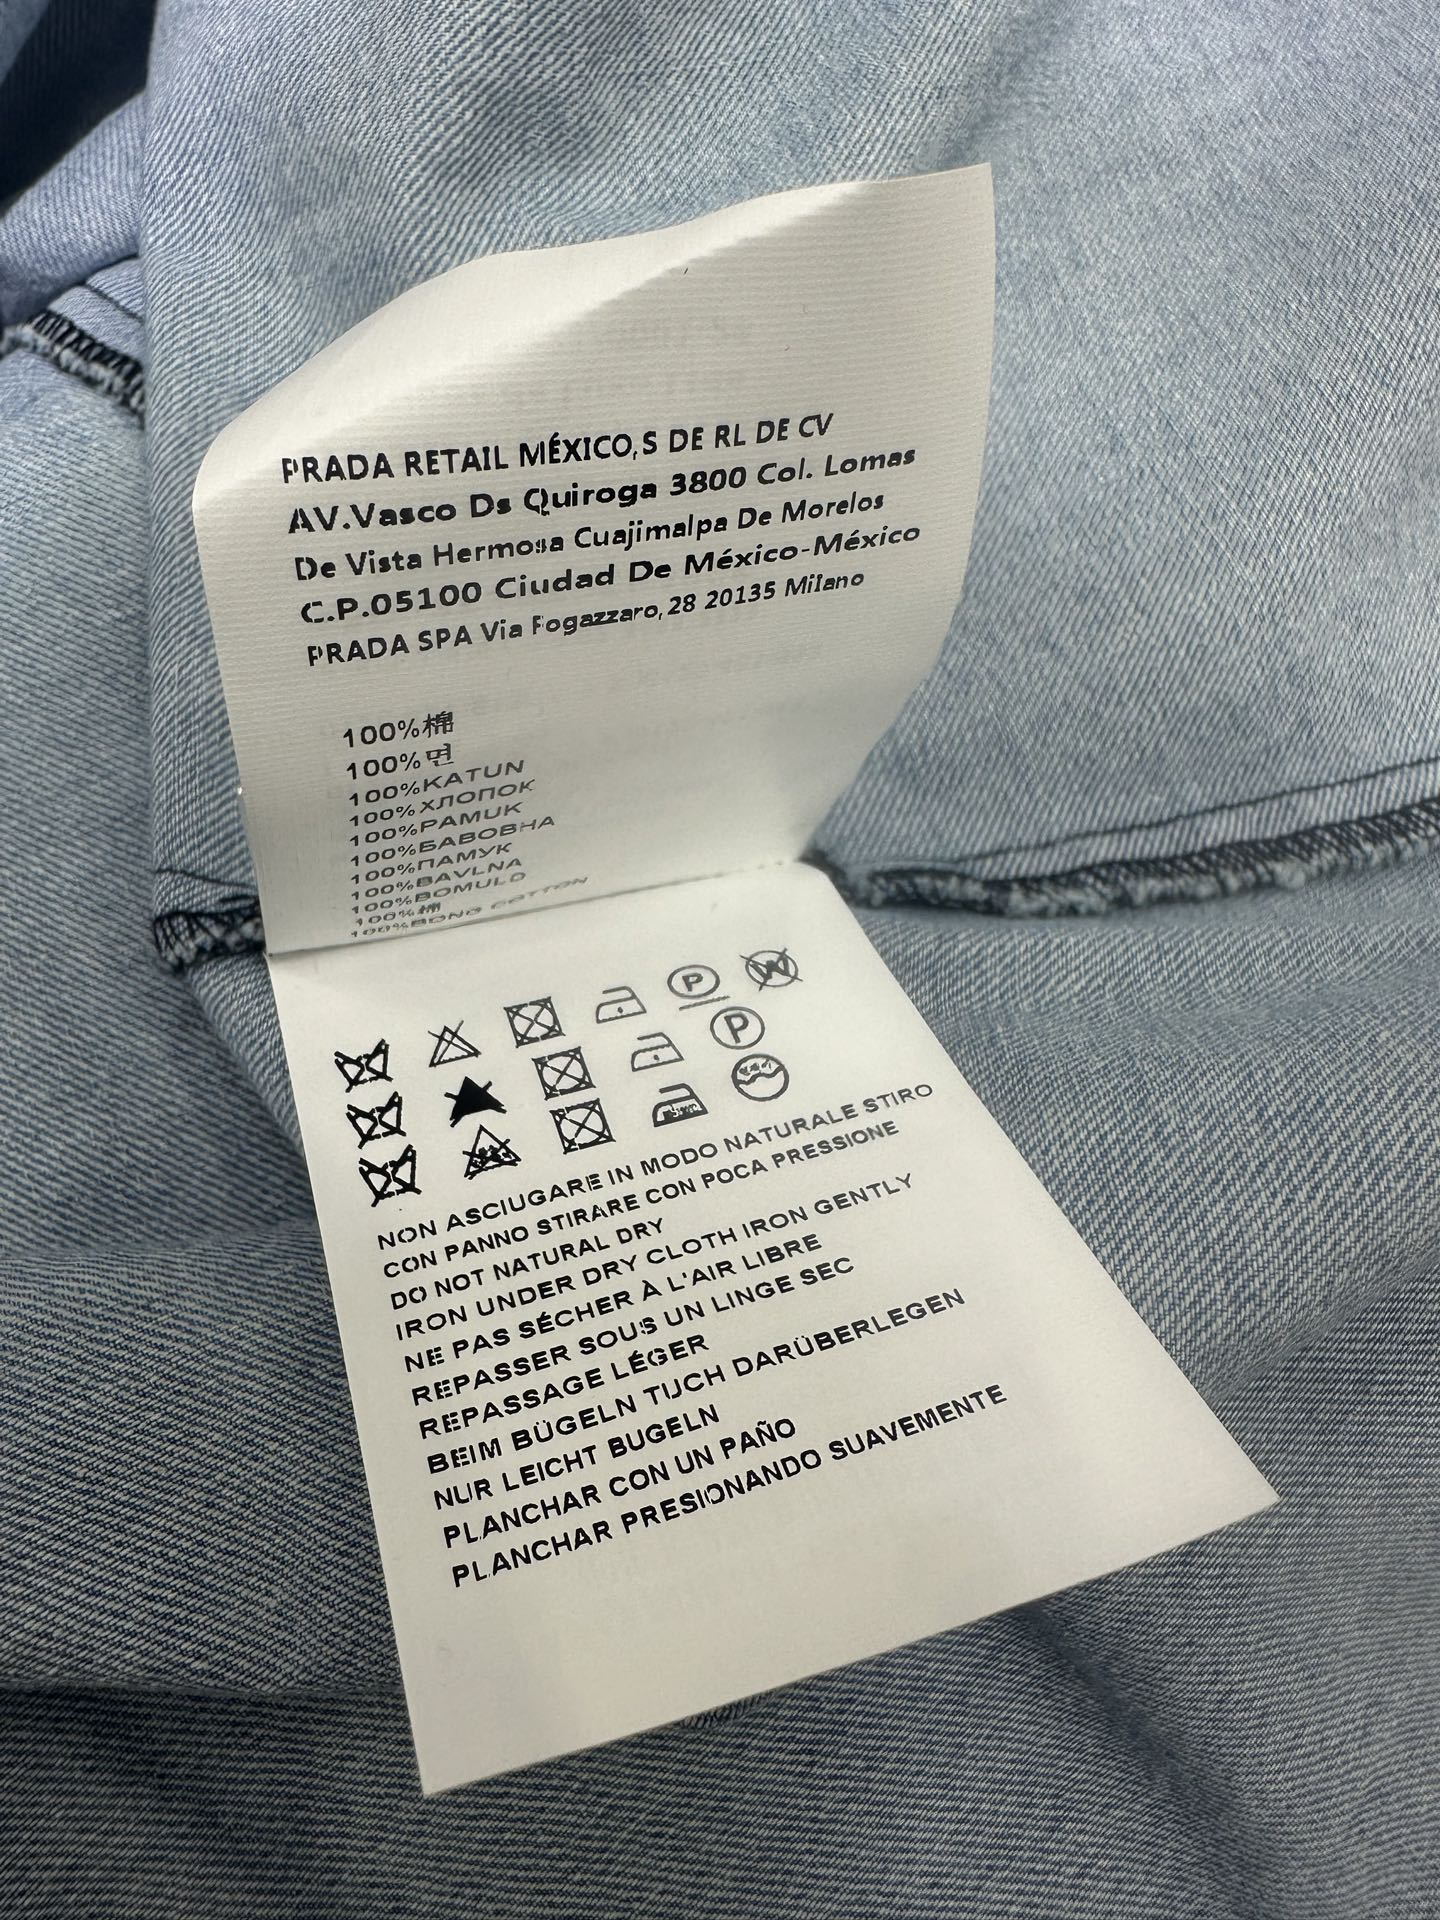 PRADA RETAIL MÉXICO,S DE RL DE CV
AV.Vasco Ds Quiroga 3800 Col. Lomas
De Vista Hermosa Cuajimalpa De Morelos
C.P.05100 Ciudad De México-México
PRADA SPA Via Fogazzaro,28 20135 Milano
100%棉
100%면
100%KATUN
100%ХЛОПОК
100%PAMUK
100%БАВОВНА
100%ПАМУК
100%BAVLNA
100%BOMULD
100%棉
100% COTTON
P W
P
NON ASCIUGARE IN MODO NATURALE STIRO
CON PANNO STIRARE CON POCA PRESSIONE
DO NOT NATURAL DRY
IRON UNDER DRY CLOTH IRON GENTLY
NE PAS SÉCHER À L'AIR LIBRE
REPASSER SOUS UN LINGE SEC
REPASSAGE LÉGER
BEIM BÜGELN TUCH DARÜBERLEGEN
NUR LEICHT BUGELN
PLANCHAR CON UN PAÑO
PLANCHAR PRESIONANDO SUAVEMENTE